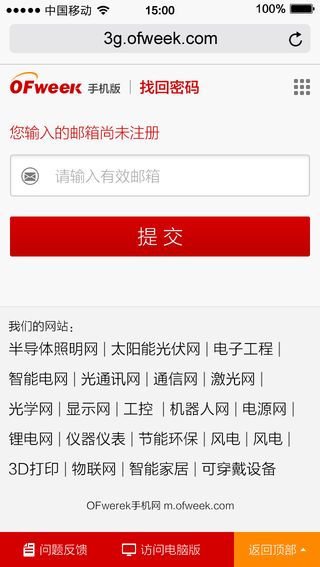 中国移动 15:00 100%
3g.ofweek.com
OFweek 手机版 | 找回密码
您输入的邮箱尚未注册
请输入有效邮箱
提 交
我们的网站：
半导体照明网 | 太阳能光伏网 | 电子工程 |
智能电网 | 光通讯网 | 通信网 | 激光网 |
光学网 | 显示网 | 工控 | 机器人网 | 电源网 |
锂电网 | 仪器仪表 | 节能环保 | 风电 | 风电 |
3D打印 | 物联网 | 智能家居 | 可穿戴设备
OFwerek手机网 m.ofweek.com
问题反馈 访问电脑版 返回顶部